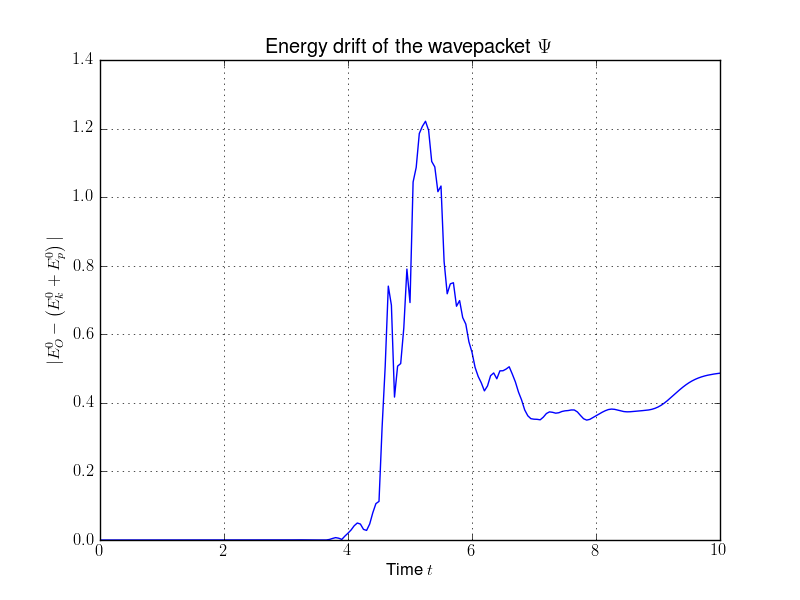 Energy drift of the wavepacket Ψ
1.4
1.2
1.0
0.8
0.6
0.4
0.2
0.0
|E_O^0 − (E_k^0 + E_p^0) |
0 2 4 6 8 10
Time t